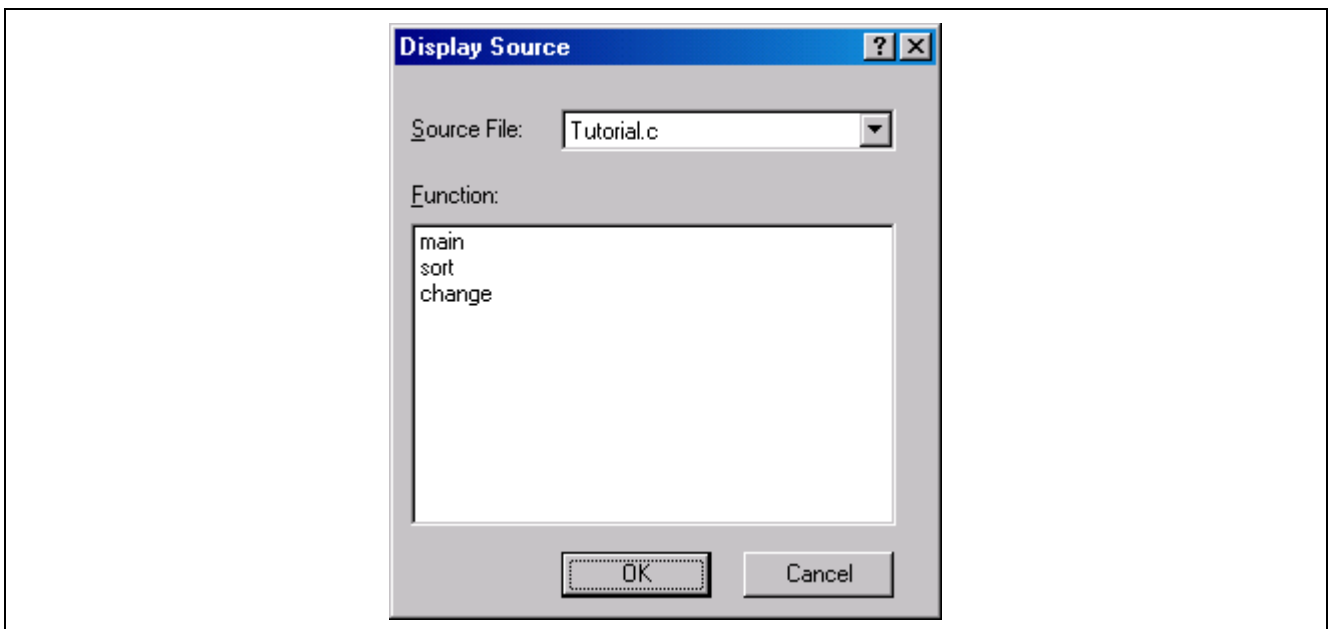 Display Source
Source File: Tutorial.c
Function:
main
sort
change
OK Cancel